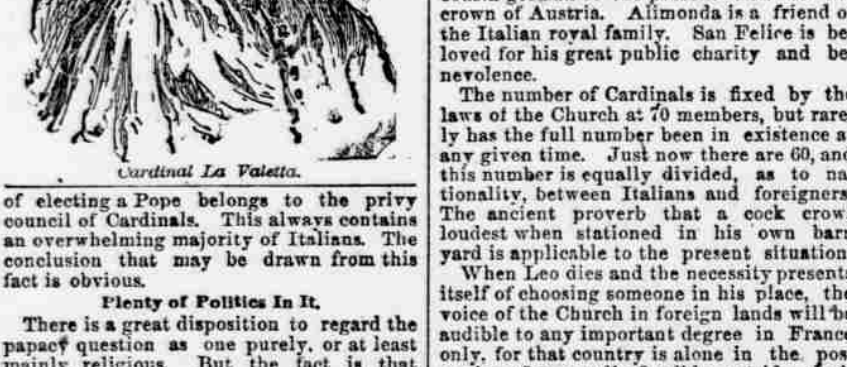 Cardinal La Valetta.
of electing a Pope belongs to the privy
council of Cardinals. This always contains
an overwhelming majority of Italians. The
conclusion that may be drawn from this
fact is obvious.
Plenty of Politics In It.
There is a great disposition to regard the
papacy question as one purely, or at least
mainly religious. But the fact is that
crown of Austria. Alimonda is a friend o
the Italian royal family. San Felice is be
loved for his great public charity and be
nevolence.
The number of Cardinals is fixed by the
laws of the Church at 70 members, but rare
ly has the full number been in existence a
any given time. Just now there are 60, and
this number is equally divided, as to na
tionality, between Italians and foreigners
The ancient proverb that a cock crow
loudest when stationed in his own barn
yard is applicable to the present situation
When Leo dies and the necessity presents
itself of choosing someone in his place, the
voice of the Church in foreign lands will be
audible to any important degree in France
only, for that country is alone in the pos